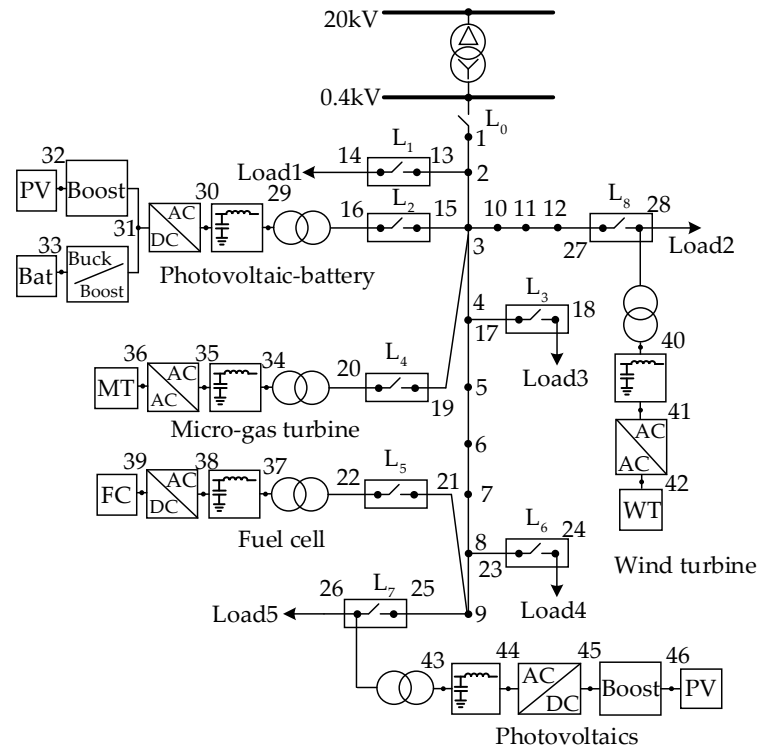 20kV
0.4kV
L0
1
L1
14 13
Load1
2
32
PV Boost
30 29
L2
16 15
10 11 12
L8
28
31
AC
DC
3
27
Load2
33
Bat Buck
Boost
Photovoltaic-battery
4
L3
18
17
Load3
40
36 35 34
L4
20
MT AC
AC
19
5
Micro-gas turbine
41
AC
AC
6
42
WT
39 38 37
L5
22 21
FC AC
DC
7
Fuel cell
L6
24
8
23
Wind turbine
Load4
26 L7 25
Load5
9
43 44 45 46
AC
DC
Boost PV
Photovoltaics